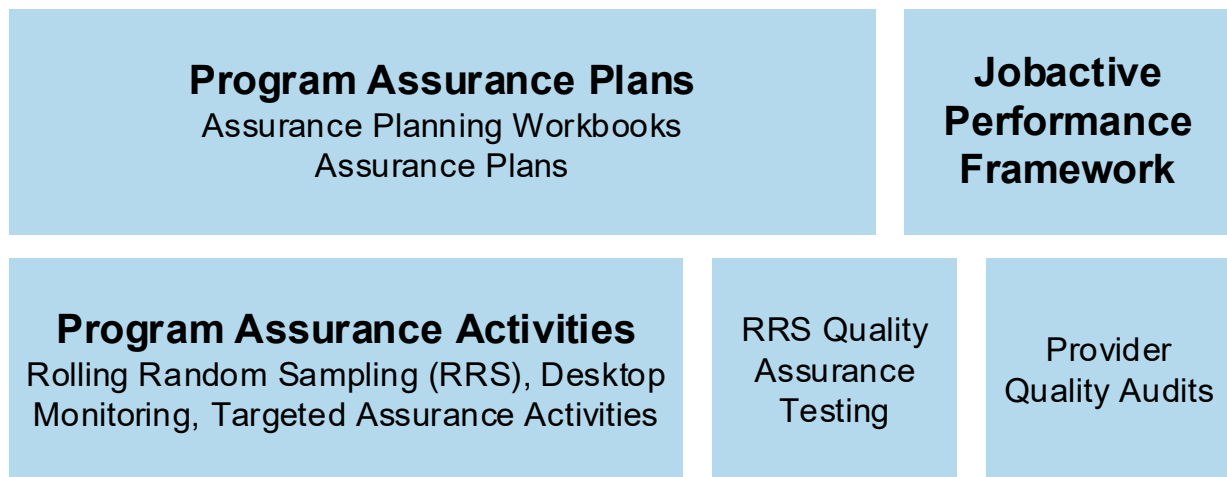 Program Assurance Plans
Assurance Planning Workbooks
Assurance Plans
Jobactive
Performance
Framework
Program Assurance Activities
Rolling Random Sampling (RRS), Desktop
Monitoring, Targeted Assurance Activities
RRS Quality
Assurance
Testing
Provider
Quality Audits